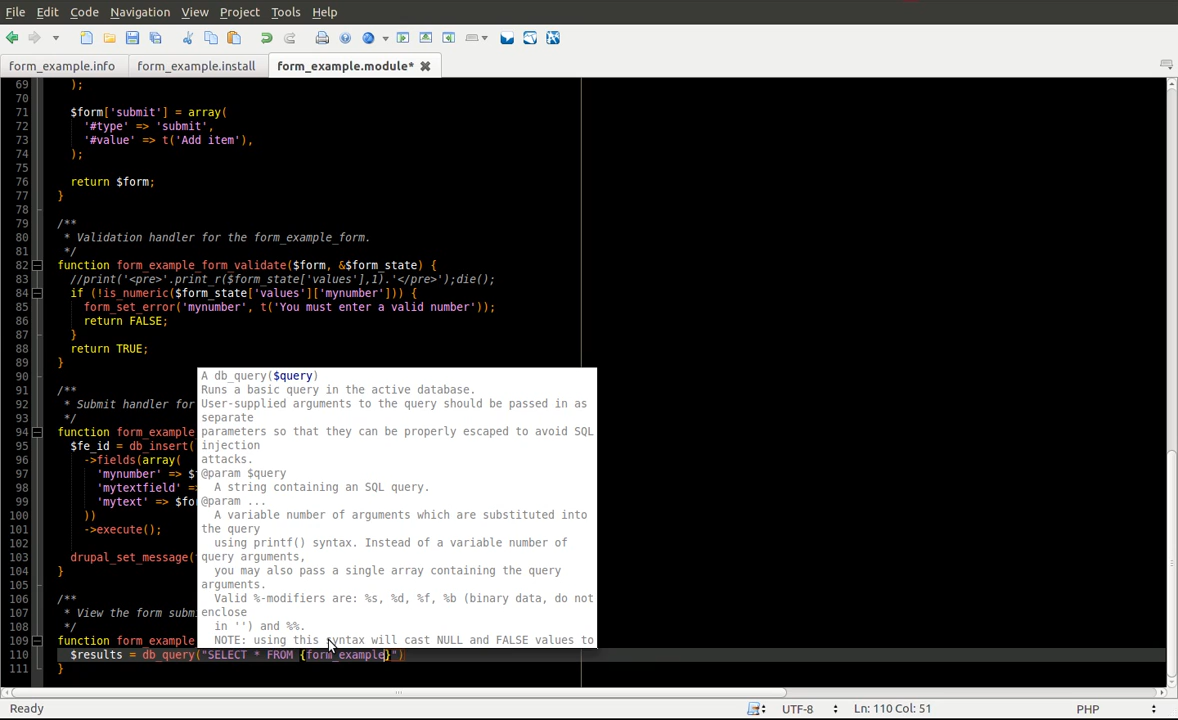 File Edit Code Navigation View Project Tools Help
form_example.info form_example.install form_example.module*
69 );
70
71 $form['submit'] = array(
72 '#type' => 'submit',
73 '#value' => t('Add item'),
74 );
75
76 return $form;
77 }
78
79 /**
80 * Validation handler for the form_example_form.
81 */
82 function form_example_form_validate($form, &$form_state) {
83 //print('<pre>'.print_r($form_state['values'],1).'</pre>');die();
84 if (!is_numeric($form_state['values']['mynumber'])) {
85 form_set_error('mynumber', t('You must enter a valid number'));
86 return FALSE;
87 }
88 return TRUE;
89 }
90
91 /**
92 * Submit handler for
93 */
94 function form_example
95 $fe_id = db_insert(
96 ->fields(array(
97 'mynumber' => $
98 'mytextfield' =
99 'mytext' => $fo
100 ))
101 ->execute();
102
103 drupal_set_message(
104 }
105
106 /**
107 * View the form subm
108 */
109 function form_example
110 $results = db_query("SELECT * FROM {form_example}")
111 }
A db_query($query)
Runs a basic query in the active database.
User-supplied arguments to the query should be passed in as
separate
parameters so that they can be properly escaped to avoid SQL
injection
attacks.
@param $query
A string containing an SQL query.
@param ...
A variable number of arguments which are substituted into
the query
using printf() syntax. Instead of a variable number of
query arguments,
you may also pass a single array containing the query
arguments.
Valid %-modifiers are: %s, %d, %f, %b (binary data, do not
enclose
in '') and %%.
NOTE: using this syntax will cast NULL and FALSE values to
Ready UTF-8 Ln: 110 Col: 51 PHP